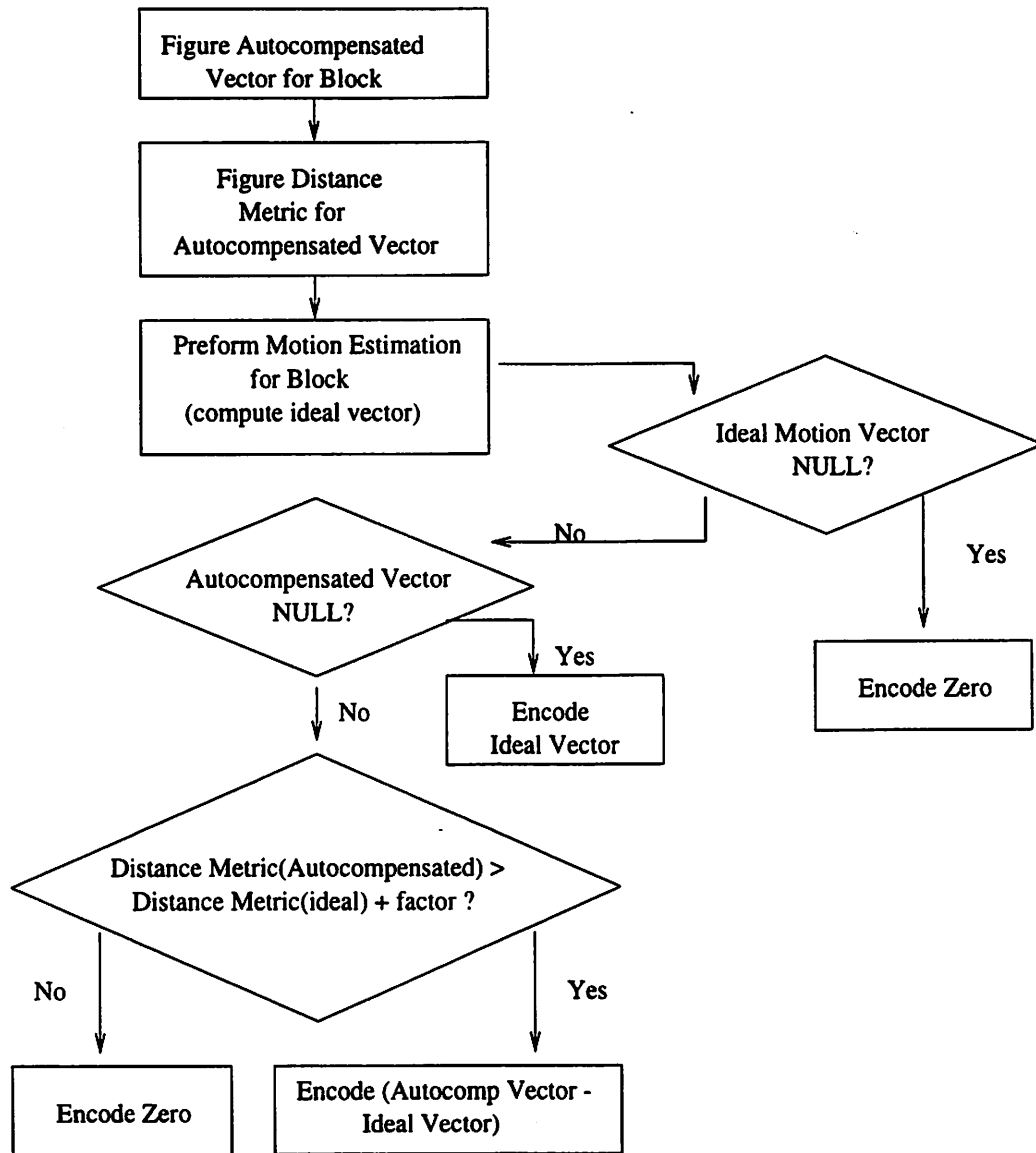 Figure Autocompensated
Vector for Block
Figure Distance
Metric for
Autocompensated Vector
Preform Motion Estimation
for Block
(compute ideal vector)
Ideal Motion Vector
NULL?
No
Yes
Autocompensated Vector
NULL?
Yes
Encode Zero
No
Encode
Ideal Vector
Distance Metric(Autocompensated) >
Distance Metric(ideal) + factor ?
No
Yes
Encode Zero
Encode (Autocomp Vector -
Ideal Vector)